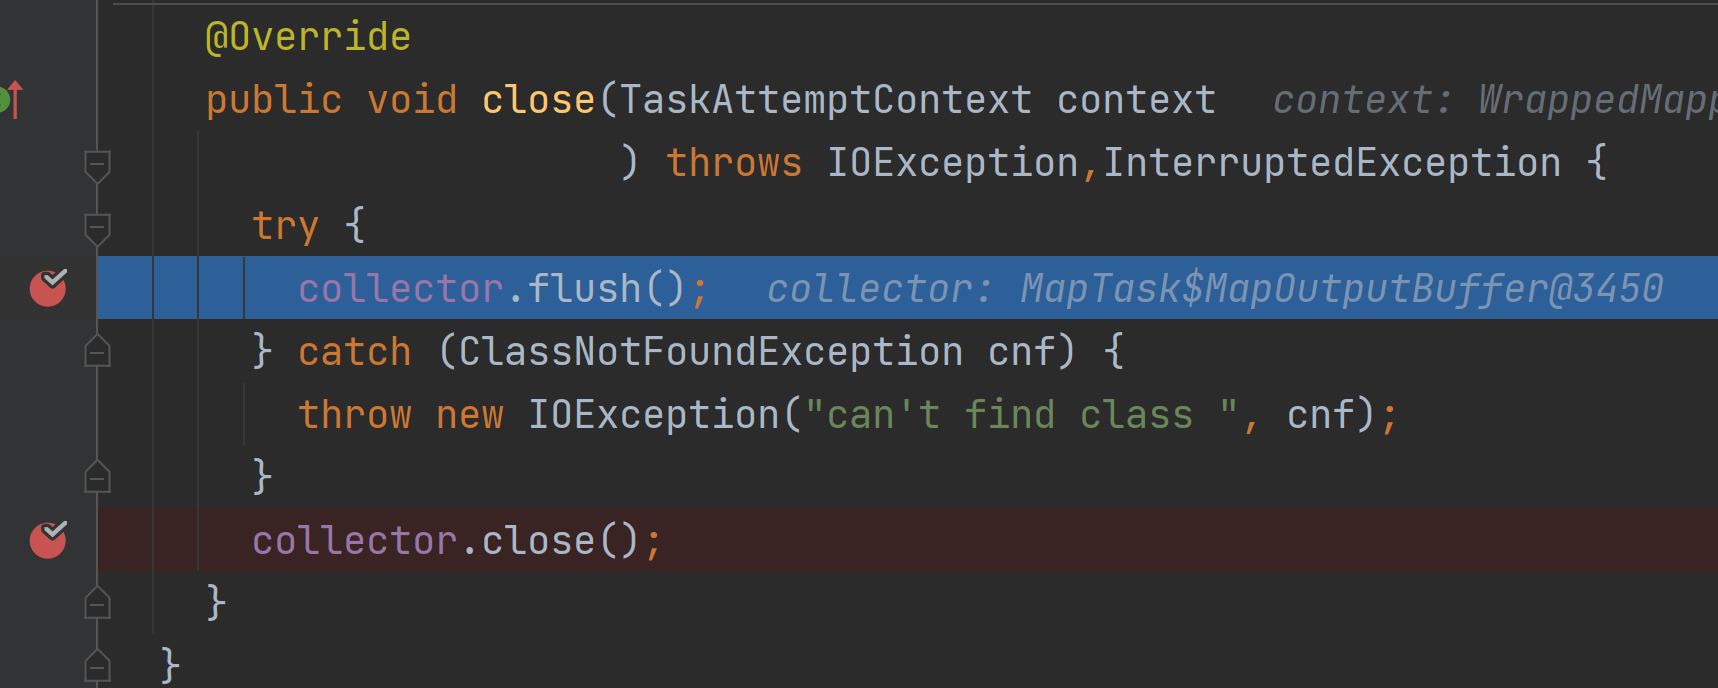 @Override
public void close(TaskAttemptContext context context: WrappedMapp
) throws IOException,InterruptedException {
try {
collector.flush(); collector: MapTask$MapOutputBuffer@3450
} catch (ClassNotFoundException cnf) {
throw new IOException("can't find class ", cnf);
}
collector.close();
}
}